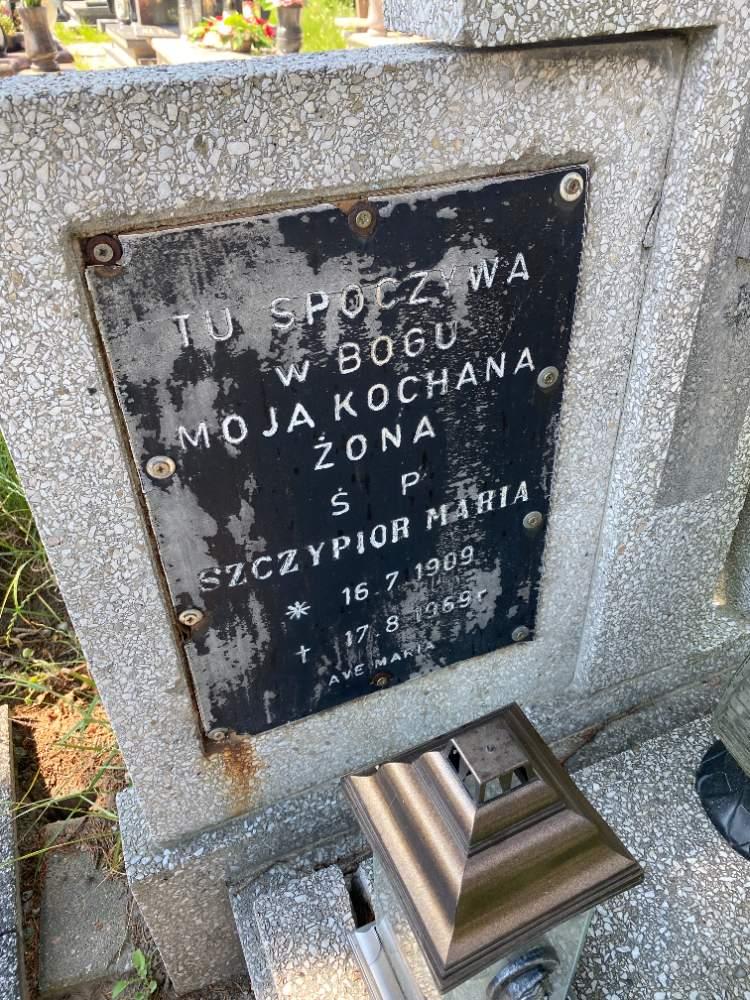 TU SPOCZYWA
W BOGU
MOJA KOCHANA
ŻONA
Ś P
SZCZYPIOR MARIA
* 16.7.1909
+ 17.8.1969r
AVE MARIA